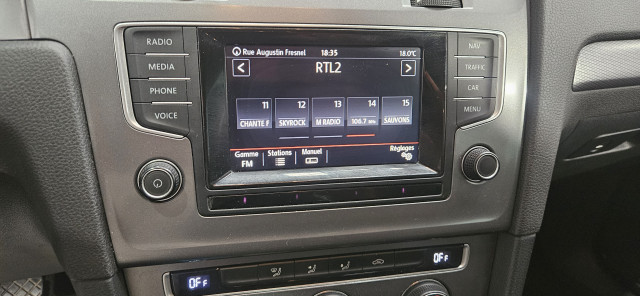 RADIO
MEDIA
PHONE
VOICE
NAV
TRAFFIC
CAR
MENU
Rue Augustin Fresnel 18:35 18.0°C
RTL2
11 12 13 14 15
CHANTE F SKYROCK M RADIO 106.7 MHz SAUVONS
Gamme Stations Manuel Réglages
FM
OFF OFF